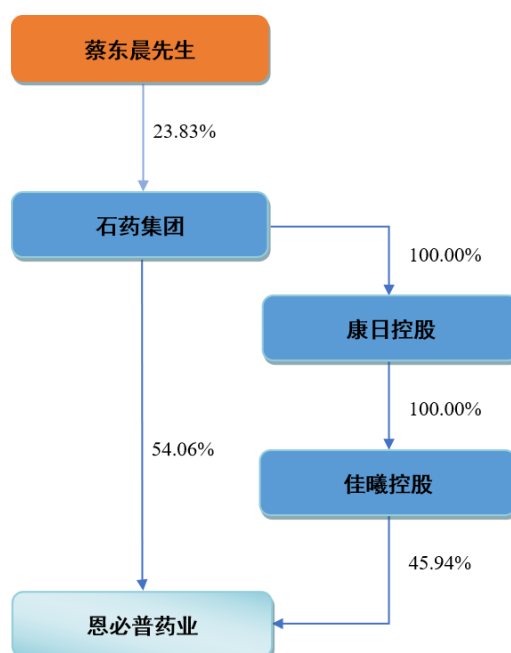 蔡东晨先生
23.83%
石药集团
100.00%
康日控股
100.00%
54.06%
佳曦控股
45.94%
恩必普药业